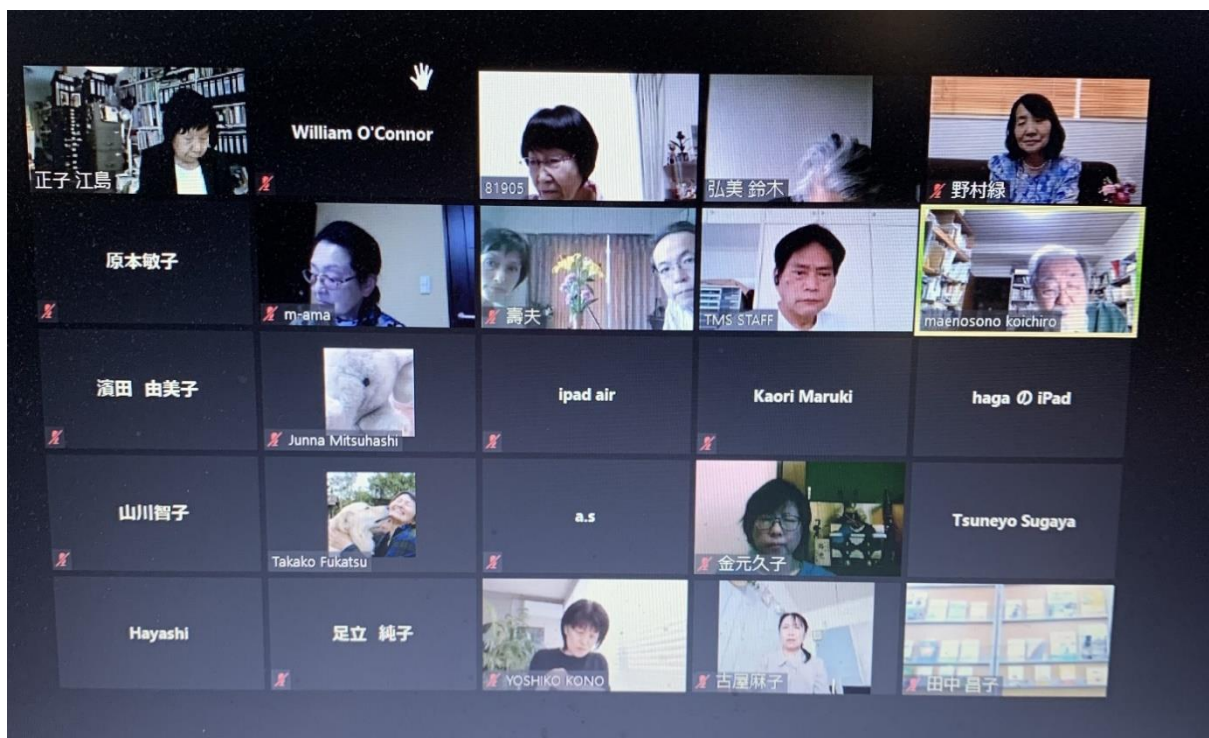 正子 江島
William O'Connor
81905
弘美 鈴木
野村緑
原本敏子
m-ama
壽夫
TMS STAFF
maenosono koichiro
濱田 由美子
Junna Mitsuhashi
ipad air
Kaori Maruki
haga の iPad
山川智子
Takako Fukatsu
a.s
金元久子
Tsuneyo Sugaya
Hayashi
足立 純子
YOSHIKO KONO
古屋麻子
田中 昌子